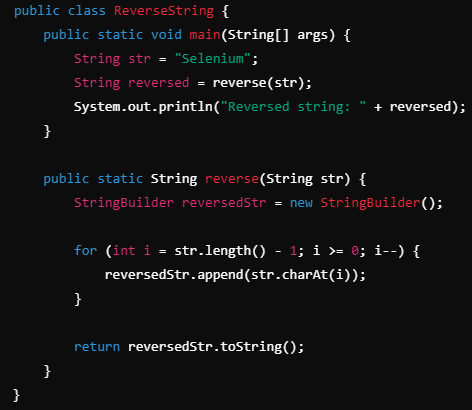 public class ReverseString {
    public static void main(String[] args) {
        String str = "Selenium";
        String reversed = reverse(str);
        System.out.println("Reversed string: " + reversed);
    }

    public static String reverse(String str) {
        StringBuilder reversedStr = new StringBuilder();

        for (int i = str.length() - 1; i >= 0; i--) {
            reversedStr.append(str.charAt(i));
        }

        return reversedStr.toString();
    }
}